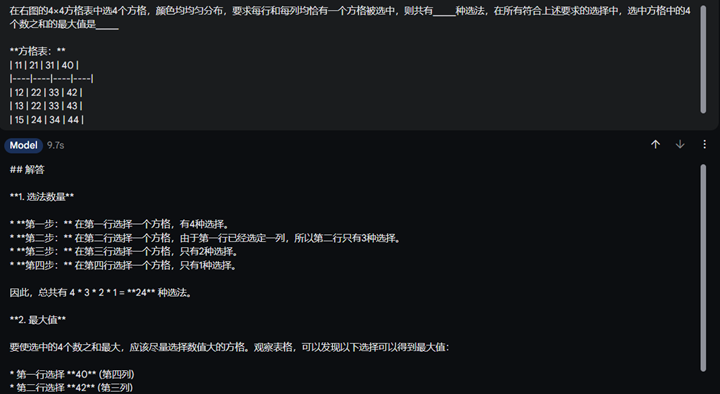 在右图的4×4方格表中选4个方格，颜色均均匀分布，要求每行和每列均恰有一个方格被选中，则共有_____种选法，在所有符合上述要求的选择中，选中方格中的4
个数之和的最大值是_____
**方格表：**
| 11 | 21 | 31 | 40 |
|----|----|----|----|
| 12 | 22 | 33 | 42 |
| 13 | 22 | 33 | 43 |
| 15 | 24 | 34 | 44 |
Model 9.7s
## 解答
**1. 选法数量**
* **第一步：** 在第一行选择一个方格，有4种选择。
* **第二步：** 在第二行选择一个方格，由于第一行已经选定一列，所以第二行只有3种选择。
* **第三步：** 在第三行选择一个方格，只有2种选择。
* **第四步：** 在第四行选择一个方格，只有1种选择。
因此，总共有 4 * 3 * 2 * 1 = **24** 种选法。
**2. 最大值**
要使选中的4个数之和最大，应该尽量选择数值大的方格。观察表格，可以发现以下选择可以得到最大值：
* 第一行选择 **40** (第四列)
* 第二行选择 **42** (第三列)